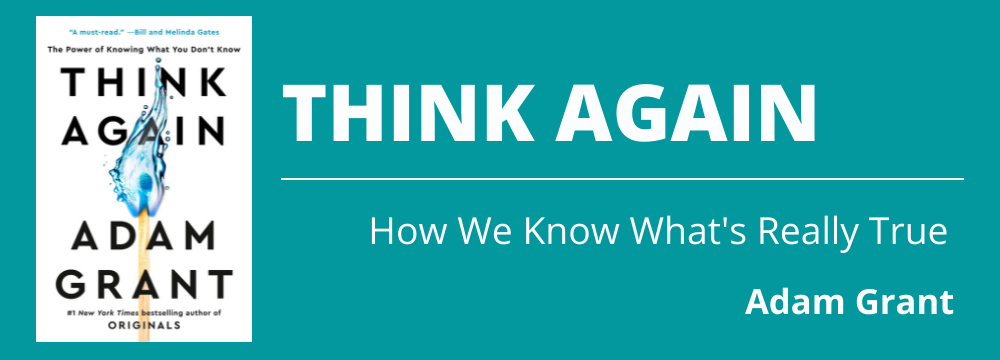 "A must-read." —Bill and Melinda Gates
The Power of Knowing What You Don't Know
THINK
AGAIN
ADAM
GRANT
#1 New York Times bestselling author of
ORIGINALS
THINK AGAIN
How We Know What's Really True
Adam Grant